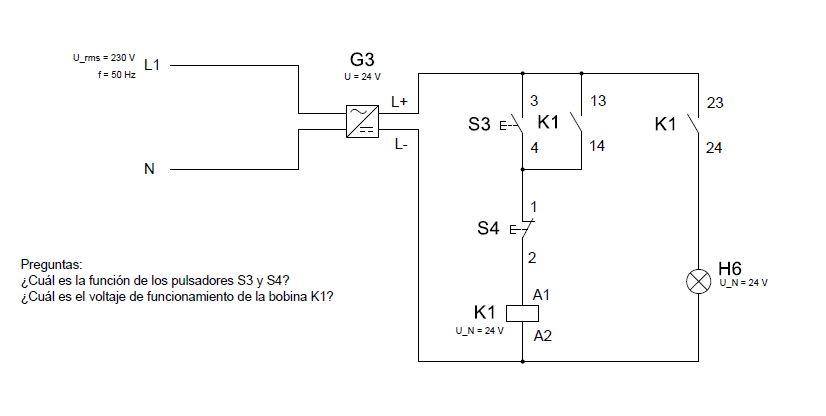 U_rms = 230 V
f = 50 Hz
L1
G3
U = 24 V
L+
L-
N
3
13
23
S3
K1
K1
4
14
24
1
S4
2
A1
K1
U_N = 24 V
A2
H6
U_N = 24 V
Preguntas:
¿Cuál es la función de los pulsadores S3 y S4?
¿Cuál es el voltaje de funcionamiento de la bobina K1?